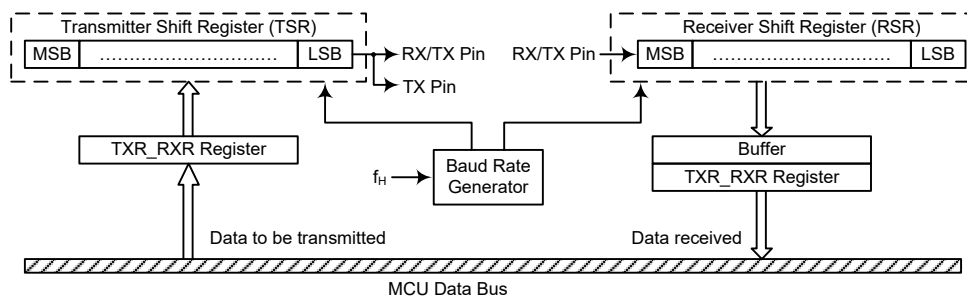 Transmitter Shift Register (TSR)
MSB ………………………… LSB
RX/TX Pin
TX Pin
Receiver Shift Register (RSR)
RX/TX Pin
MSB ………………………… LSB
TXR_RXR Register
fH
Baud Rate
Generator
Buffer
TXR_RXR Register
Data to be transmitted
Data received
MCU Data Bus